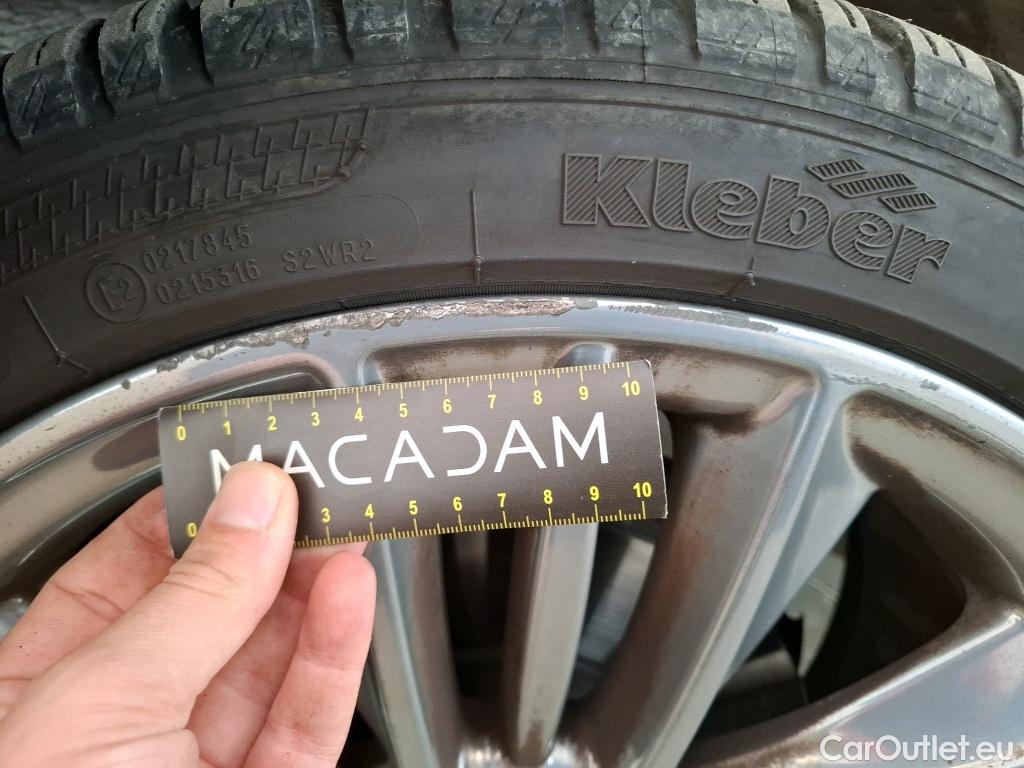 Kleber
E2
0217845
0215316 S2WR2
0 1 2 3 4 5 6 7 8 9 10
MACADAM
0 3 4 5 6 7 8 9 10
CarOutlet.eu